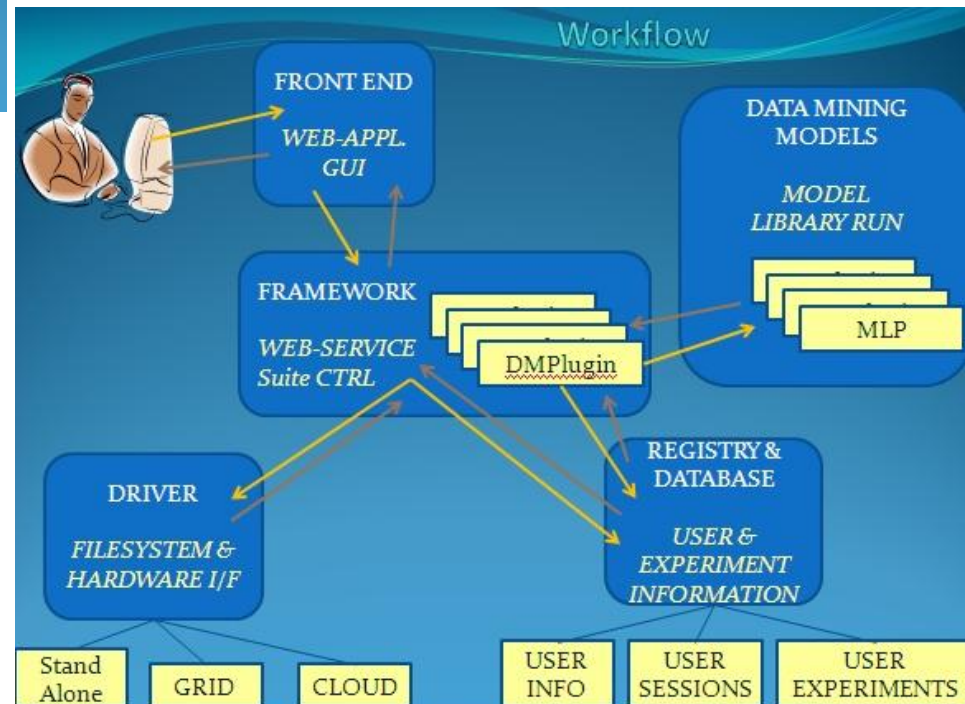 Workflow
FRONT END
WEB-APPL.
GUI
DATA MINING
MODELS
MODEL
LIBRARY RUN
MLP
FRAMEWORK
WEB-SERVICE
Suite CTRL
DMPlugin
DRIVER
FILESYSTEM &
HARDWARE I/F
REGISTRY &
DATABASE
USER &
EXPERIMENT
INFORMATION
Stand
Alone
GRID
CLOUD
USER
INFO
USER
SESSIONS
USER
EXPERIMENTS